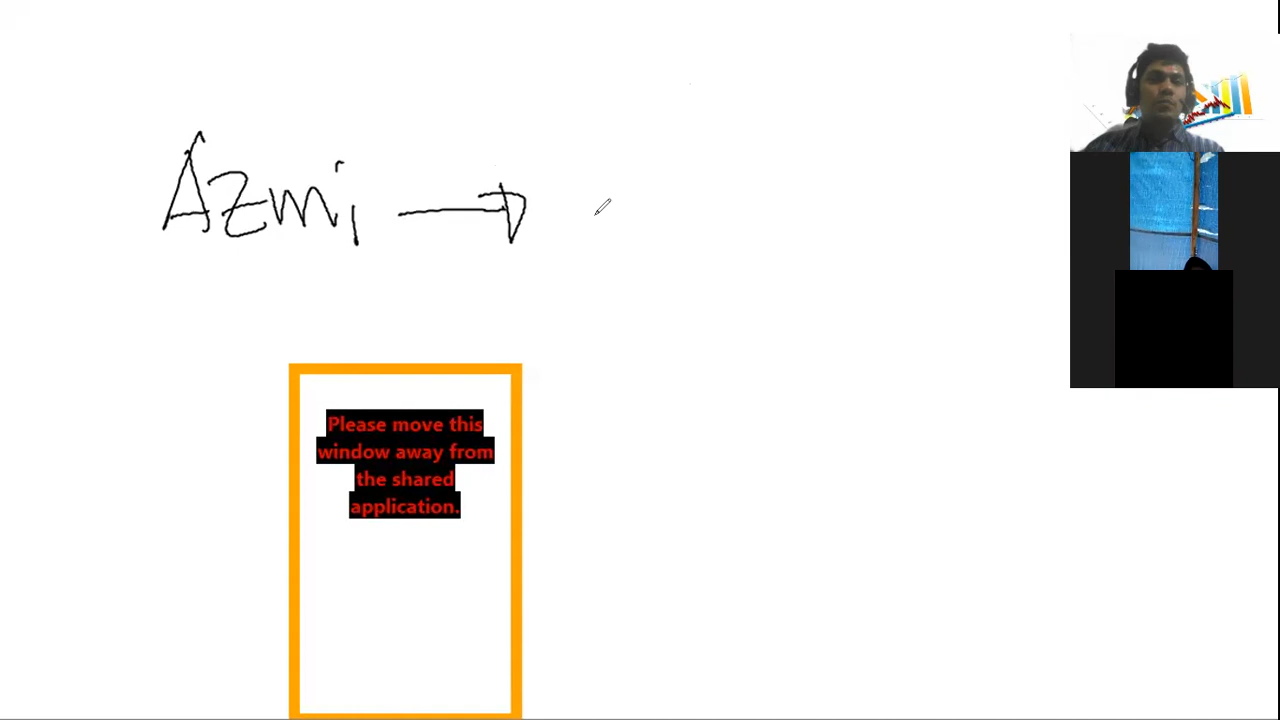 Azmi →
Please move this
window away from
the shared
application.